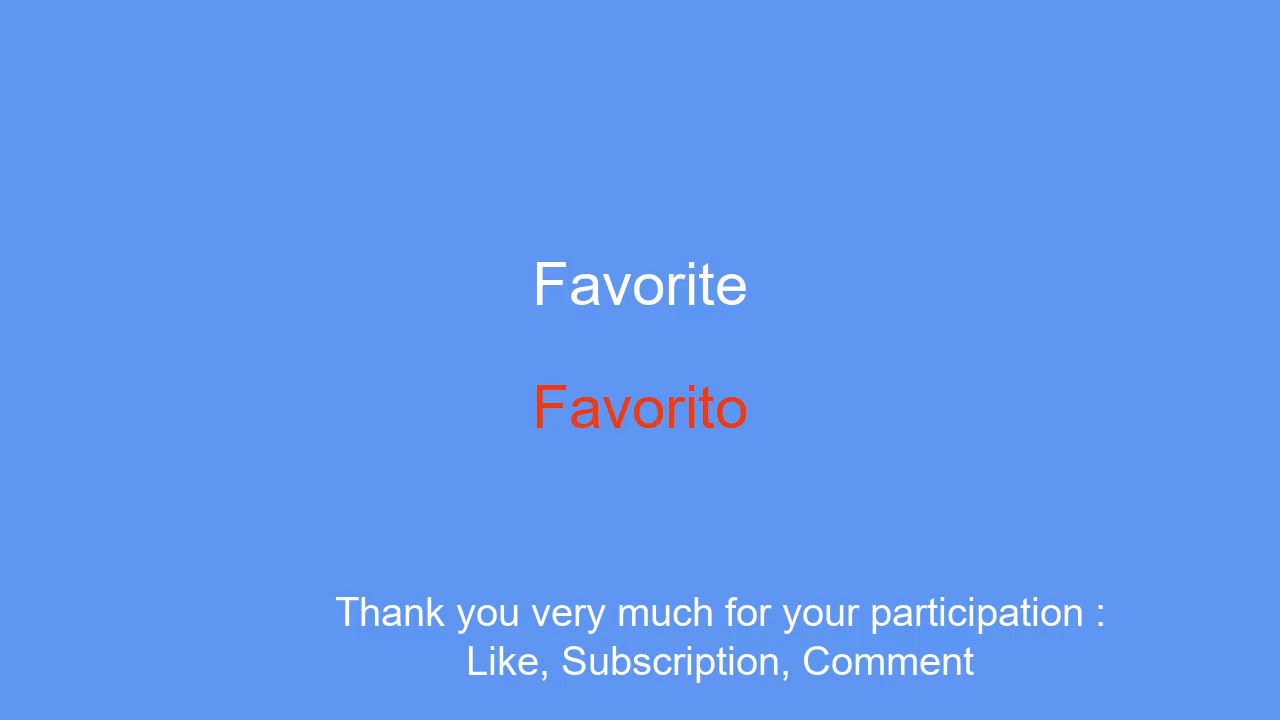 Favorite
Favorito
Thank you very much for your participation :
Like, Subscription, Comment